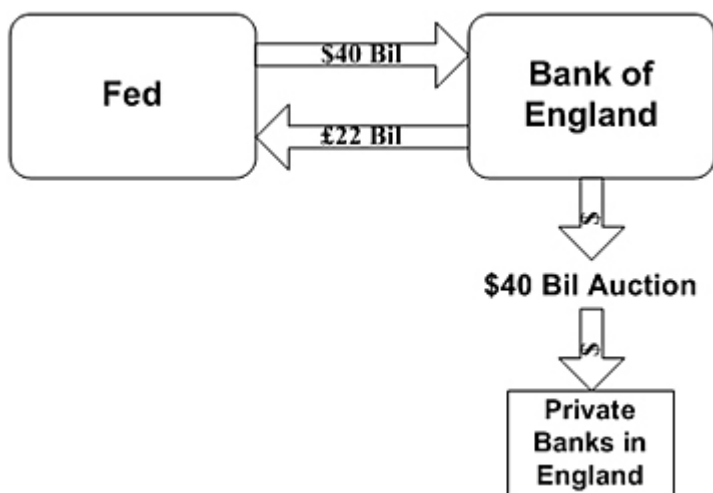 Fed
$40 Bil
£22 Bil
Bank of
England
$
$40 Bil Auction
$
Private
Banks in
England